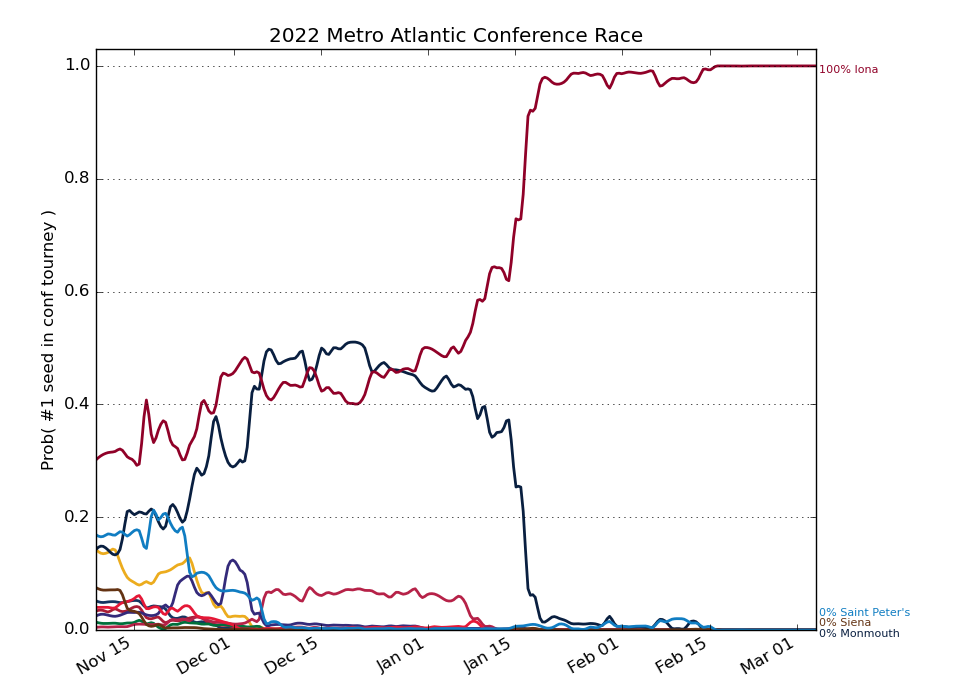 2022 Metro Atlantic Conference Race
Prob( #1 seed in conf tourney )
1.0
0.8
0.6
0.4
0.2
0.0
Nov 15
Dec 01
Dec 15
Jan 01
Jan 15
Feb 01
Feb 15
Mar 01
100% Iona
0% Saint Peter's
0% Siena
0% Monmouth